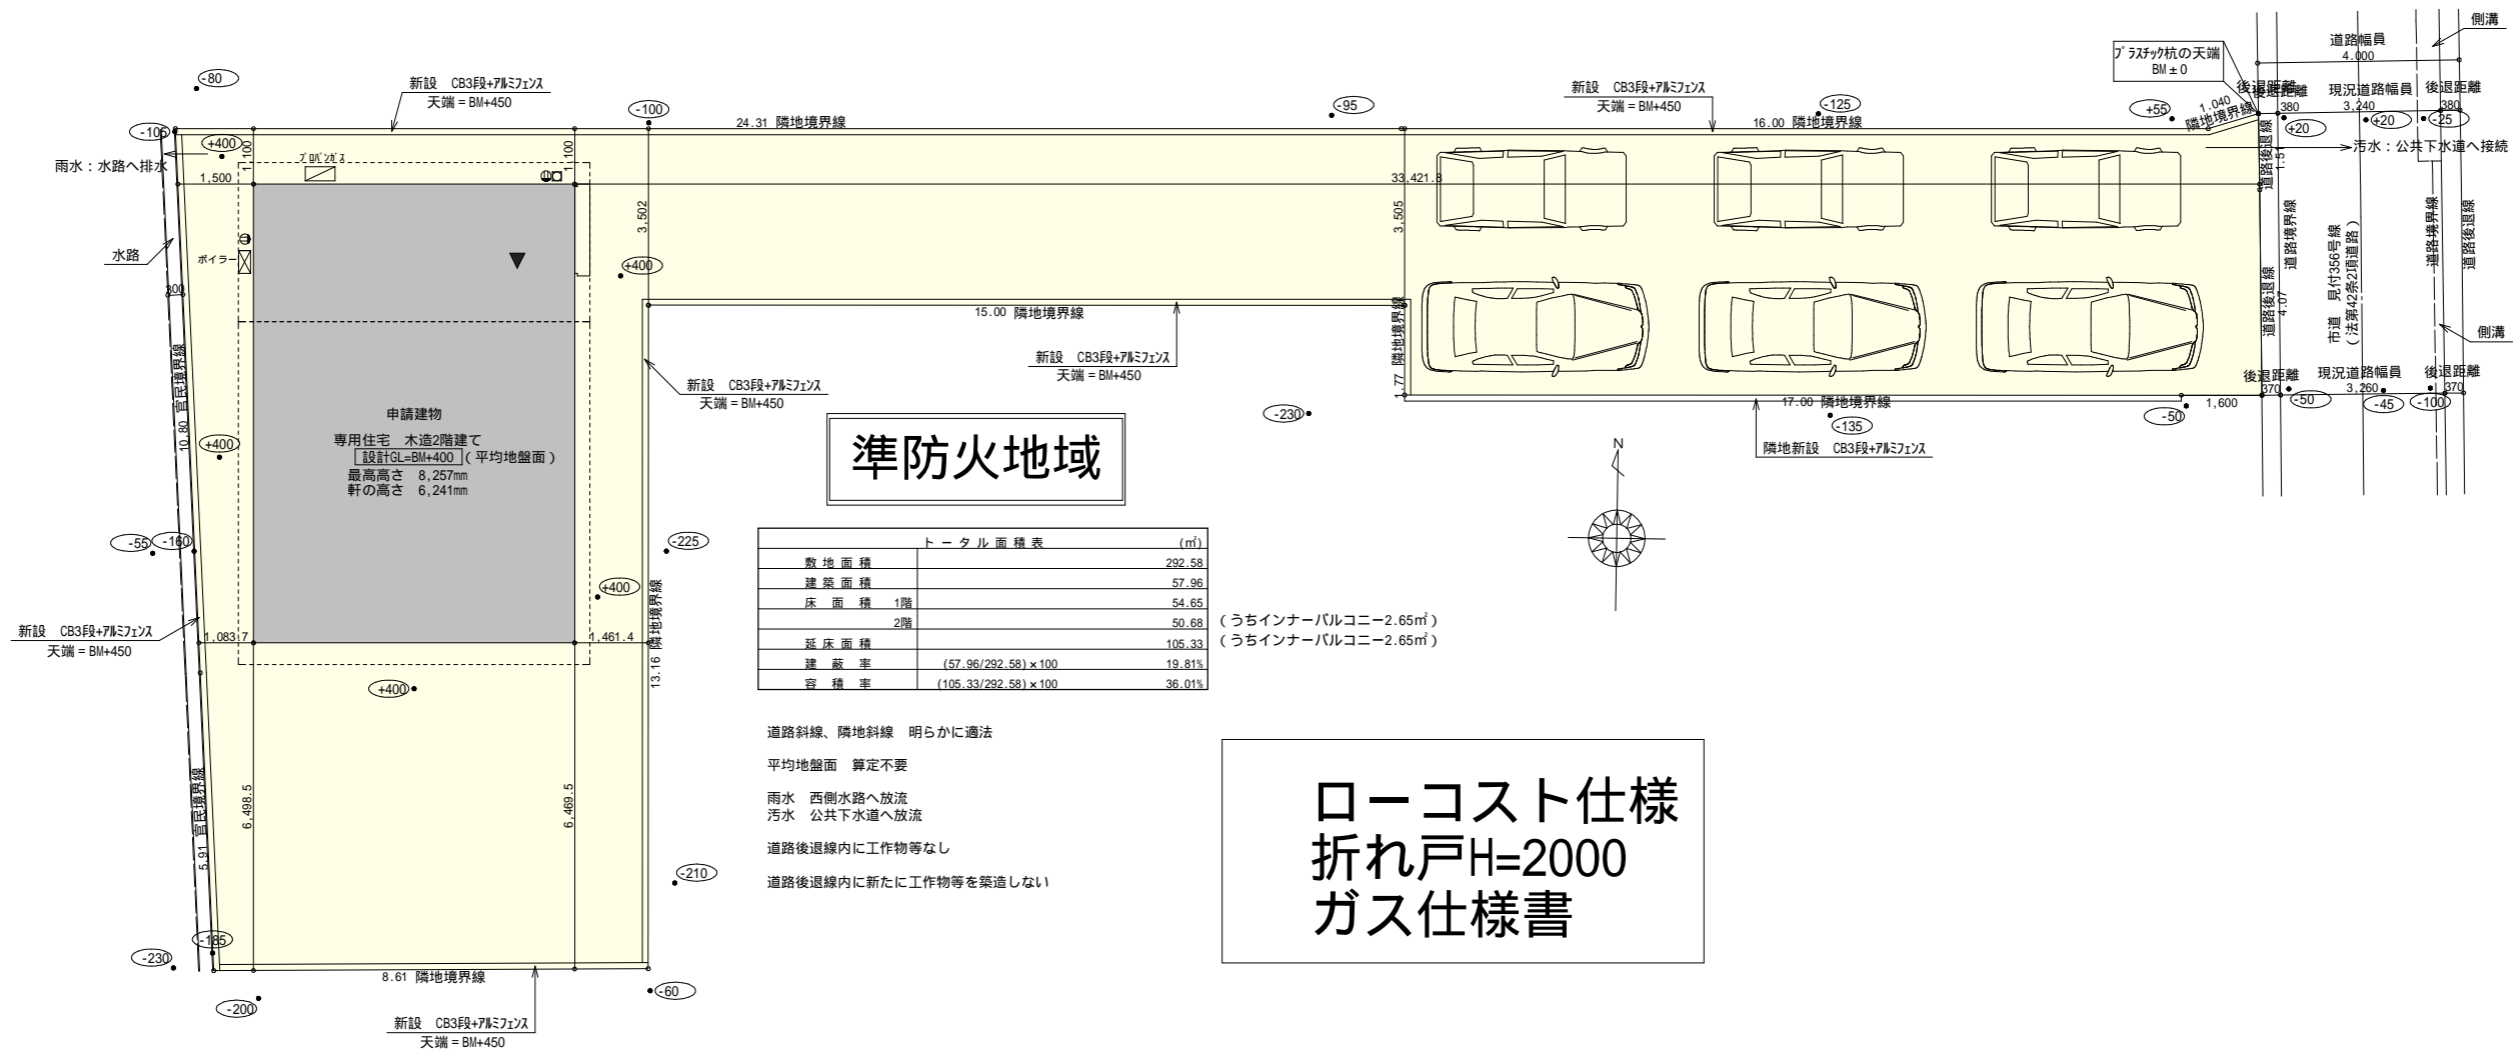 側溝
道路幅員
4.000
プラスチック杭の天端
BM±0
-80
新設 CB3段+アルミフェンス
天端=BM+450
-100
-95
新設 CB3段+アルミフェンス
天端=BM+450
-125
+55
1.040
隣地境界線
後退距離
後退距離
現況道路幅員
後退距離
380
3,240
380
+20
+20
-25
-105
24.31 隣地境界線
16.00 隣地境界線
+400
1,100
1,100
雨水:水路へ排水
プロパンガス
汚水:公共下水道へ接続
道路後退線
1.51
1,500
33,421.8
3,502
3,505
水路
ボイラー
+400
300
道路境界線
市道 見付356号線
(法第42条2項道路)
道路境界線
道路後退線
道路後退線
4.07
15.00 隣地境界線
側溝
新設 CB3段+アルミフェンス
天端=BM+450
1.77 隣地境界線
新設 CB3段+アルミフェンス
天端=BM+450
後退距離
現況道路幅員
後退距離
370
3,260
370
17.00 隣地境界線
1,600
-50
-45
-100
-230
-135
-50
隣地新設 CB3段+アルミフェンス
10.80 官民境界線
申請建物
専用住宅 木造2階建て
設計GL=BM+400(平均地盤面)
最高高さ 8,257mm
軒の高さ 6,241mm
+400
準防火地域
N
-55
-160
-225
+400
トータル面積表 (㎡)
敷地面積 292.58
建築面積 57.96
床面積 1階 54.65
2階 50.68 (うちインナーバルコニー2.65㎡)
延床面積 105.33 (うちインナーバルコニー2.65㎡)
建蔽率 (57.96/292.58)×100 19.81%
容積率 (105.33/292.58)×100 36.01%
新設 CB3段+アルミフェンス
天端=BM+450
1,083.7
1,461.4
13.16 隣地境界線
+400
道路斜線、隣地斜線 明らかに適法
平均地盤面 算定不要
雨水 西側水路へ放流
汚水 公共下水道へ放流
道路後退線内に工作物等なし
道路後退線内に新たに工作物等を築造しない
5.91 官民境界線
6,498.5
6,469.5
-210
ローコスト仕様
折れ戸H=2000
ガス仕様書
-185
-230
8.61 隣地境界線
-60
-200
新設 CB3段+アルミフェンス
天端=BM+450